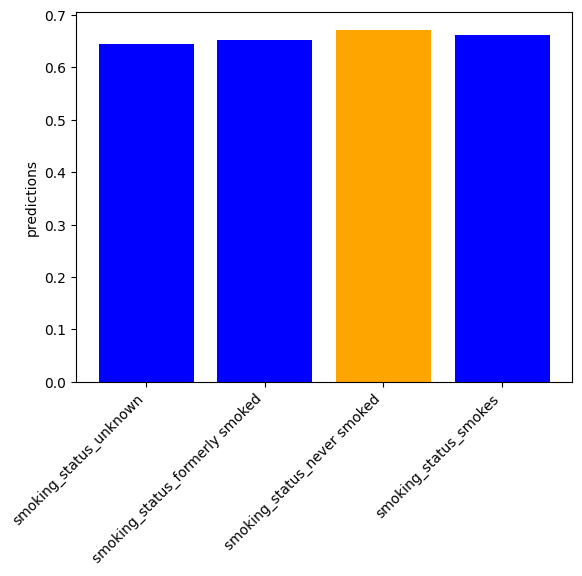 0.7
0.6
0.5
0.4
0.3
0.2
0.1
0.0
predictions
smoking_status_unknown
smoking_status_formerly smoked
smoking_status_never smoked
smoking_status_smokes